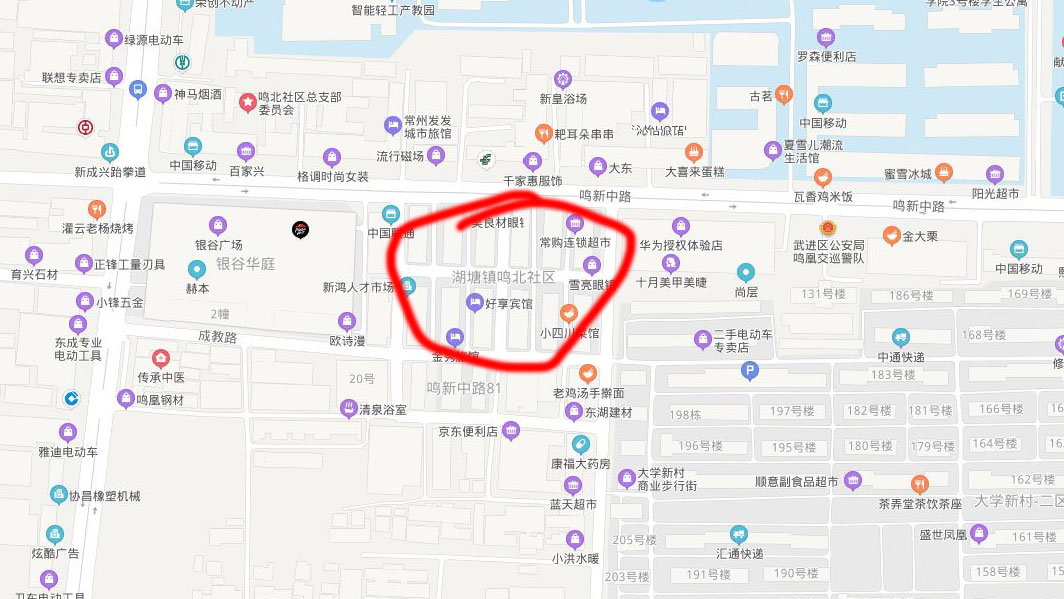 荣创不动产
智能轻工产教园
学院3号楼学生公寓
绿源电动车
罗森便利店
联想专卖店
神马烟酒
鸣北社区总支部
委员会
新皇浴场
古茗
中国移动
常州发发
城市旅馆
耙耳朵串串
夏雪儿潮流
生活馆
新成兴跆拳道
中国移动
百家兴
格调时尚女装
流行磁场
千家惠服饰
大东
大喜来蛋糕
瓦香鸡米饭
蜜雪冰城
阳光超市
鸣新中路
鸣新中路
灌云老杨烧烤
银谷广场
银谷华庭
中国
通
良材眼
常购连锁超市
华为授权体验店
武进区公安局
鸣凰交巡警队
金大栗
中国移动
育兴石材
正锋工量刃具
赫本
新鸿人才市场
湖塘镇鸣北社区
雪亮眼
十月美甲美睫
尚层
131号楼
186号楼
169号楼
小锋五金
2幢
好享宾馆
小四川菜馆
东成专业
电动工具
成教路
欧诗漫
金秀旅馆
二手电动车
专卖店
中通快递
168号楼
传承中医
20号
鸣新中路81
老鸡汤手擀面
183号楼
鸣凰钢材
清泉浴室
东湖建材
198栋
197号楼
182号楼
181号楼
166号楼
雅迪电动车
京东便利店
196号楼
195号楼
180号楼
179号楼
164号楼
康福大药房
大学新村
商业步行街
顺意副食品超市
162号楼
协昌橡塑机械
蓝天超市
茶弄堂茶饮茶座
大学新村-二区
炫酷广告
小洪水暖
205号楼
汇通快递
盛世凤凰
161号楼
203号楼
191号楼
190号楼
158号楼
卫东电动工具